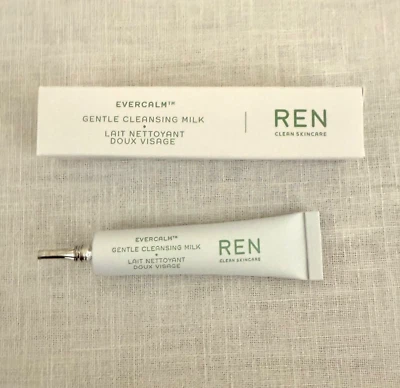 EVERCALM™
GENTLE CLEANSING MILK
+
LAIT NETTOYANT
DOUX VISAGE
REN
CLEAN SKINCARE
EVERCALM™
GENTLE CLEANSING MILK
+
LAIT NETTOYANT
DOUX VISAGE
REN
CLEAN SKINCARE